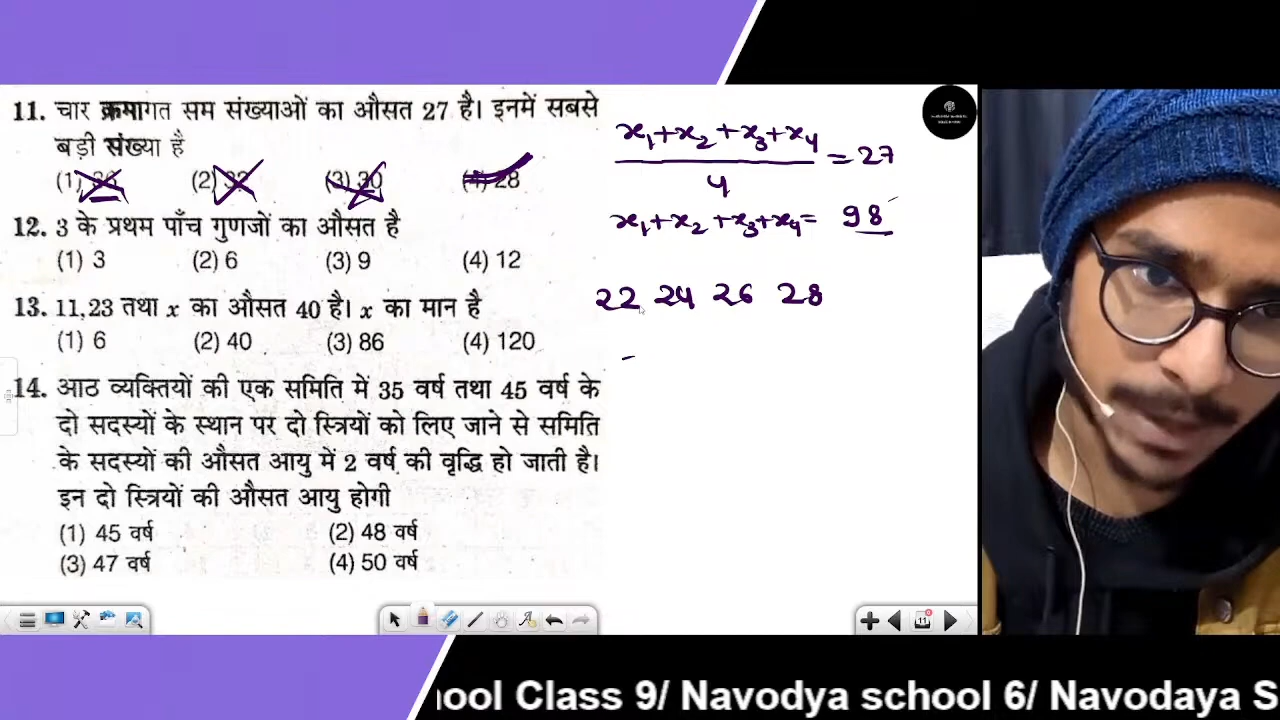 11. चार क्रमागत सम संख्याओं का औसत 27 है। इनमें सबसे
बड़ी संख्या है
(1) (2) 32 (3) 30 (4) 28
12. 3 के प्रथम पाँच गुणजों का औसत है
(1) 3 (2) 6 (3) 9 (4) 12
13. 11, 23 तथा x का औसत 40 है। x का मान है
(1) 6 (2) 40 (3) 86 (4) 120
14. आठ व्यक्तियों की एक समिति में 35 वर्ष तथा 45 वर्ष के
दो सदस्यों के स्थान पर दो स्त्रियों को लिए जाने से समिति
के सदस्यों की औसत आयु में 2 वर्ष की वृद्धि हो जाती है।
इन दो स्त्रियों की औसत आयु होगी
(1) 45 वर्ष (2) 48 वर्ष
(3) 47 वर्ष (4) 50 वर्ष
x₁+x₂+x₃+x₄
4
=27
x₁+x₂+x₃+x₄= 98
22 24 26 28
11
ool Class 9/ Navodya school 6/ Navodaya S